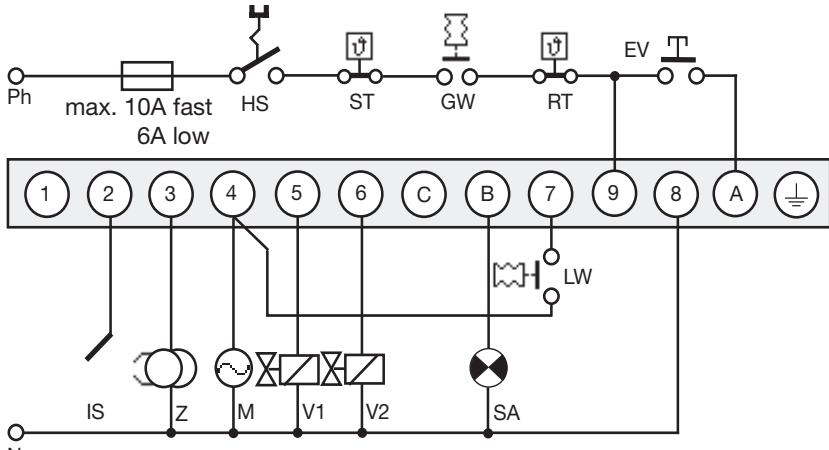 Ph
max. 10A fast
6A low
HS
ST
GW
RT
EV
1 2 3 4 5 6 C B 7 9 8 A
LW
IS
Z
M
V1
V2
SA